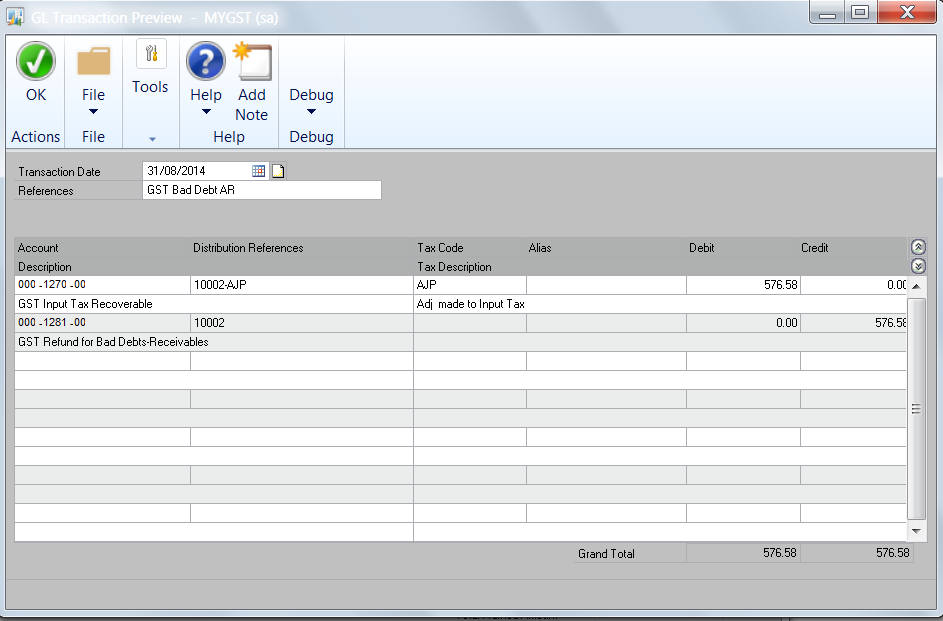 GL Transaction Preview - MYGST (sa)
OK File Tools Help Add Note Debug
Actions File Help Debug
Transaction Date 31/08/2014
References GST Bad Debt AR
Account Distribution References Tax Code Alias Debit Credit
Description Tax Description
000 -1270 -00 10002-AJP AJP 576.58 0.00
GST Input Tax Recoverable Adj made to Input Tax
000 -1281 -00 10002 0.00 576.58
GST Refund for Bad Debts-Receivables
Grand Total 576.58 576.58